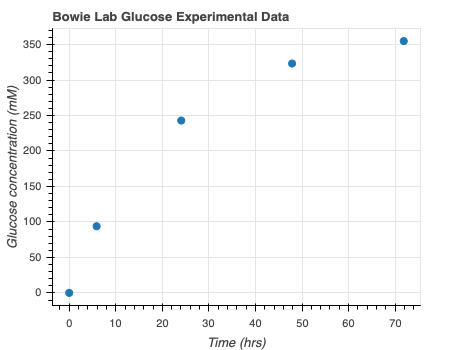 Bowie Lab Glucose Experimental Data
Glucose concentration (mM)
350
300
250
200
150
100
50
0
0 10 20 30 40 50 60 70
Time (hrs)